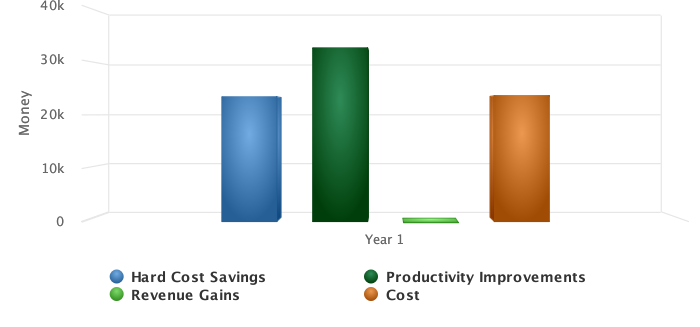 40k
30k
20k
10k
0
Money
Year 1
Hard Cost Savings
Productivity Improvements
Revenue Gains
Cost